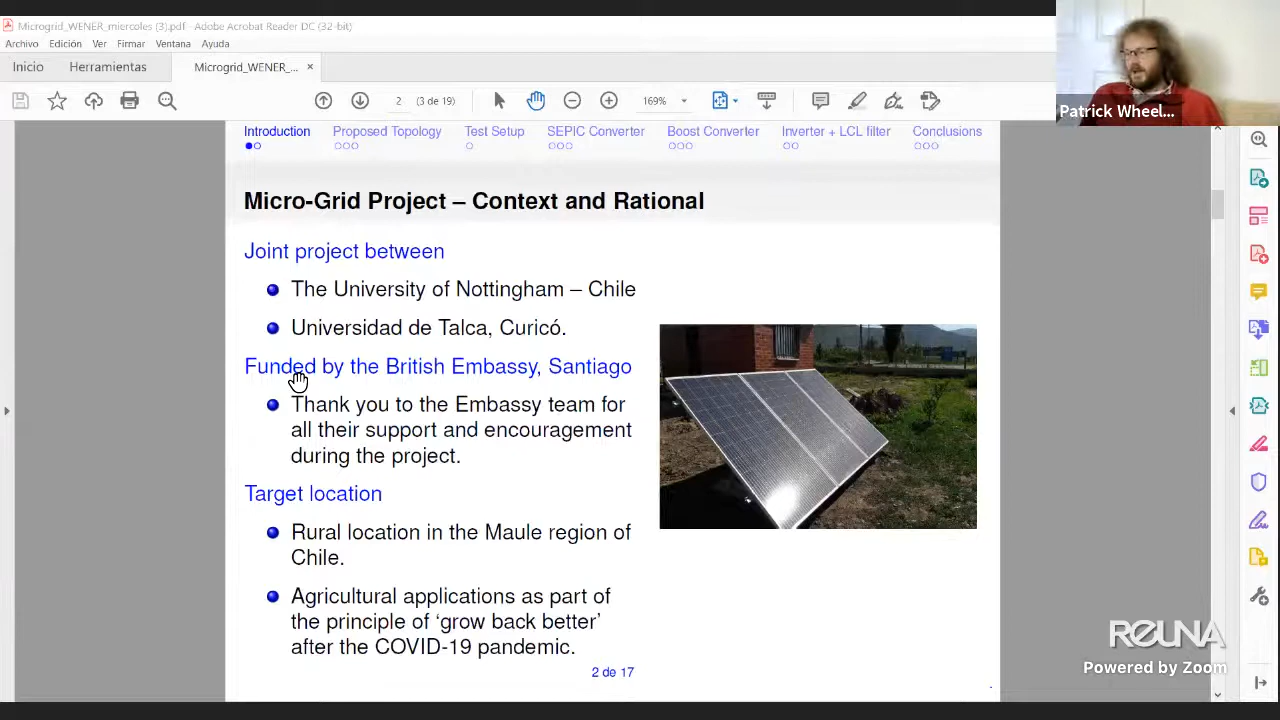 Microgrid_WENER_miercoles (3).pdf - Adobe Acrobat Reader DC (32-bit)
Archivo Edición Ver Firmar Ventana Ayuda
Inicio Herramientas Microgrid_WENER_... ×
2 (3 de 19) 169%
Patrick Wheel...
Introduction Proposed Topology Test Setup SEPIC Converter Boost Converter Inverter + LCL filter Conclusions
Micro-Grid Project – Context and Rational
Joint project between
The University of Nottingham – Chile
Universidad de Talca, Curicó.
Funded by the British Embassy, Santiago
Thank you to the Embassy team for
all their support and encouragement
during the project.
Target location
Rural location in the Maule region of
Chile.
Agricultural applications as part of
the principle of ‘grow back better’
after the COVID-19 pandemic.
2 de 17
REUNA
Powered by Zoom